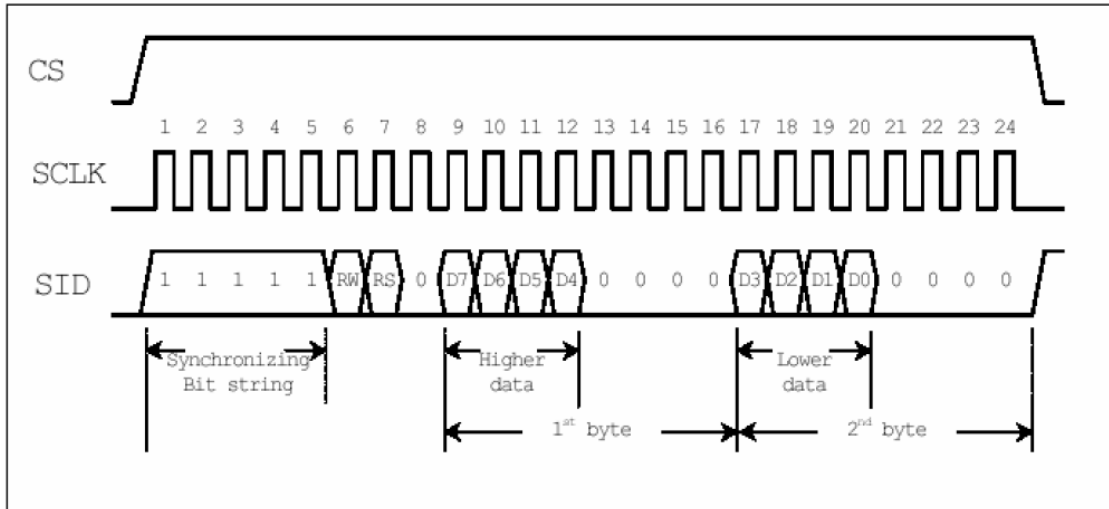 CS
1 2 3 4 5 6 7 8 9 10 11 12 13 14 15 16 17 18 19 20 21 22 23 24
SCLK
SID 1 1 1 1 1 RW RS 0 D7 D6 D5 D4 0 0 0 0 D3 D2 D1 D0 0 0 0 0
Synchronizing Higher Lower
Bit string data data
1st byte 2nd byte